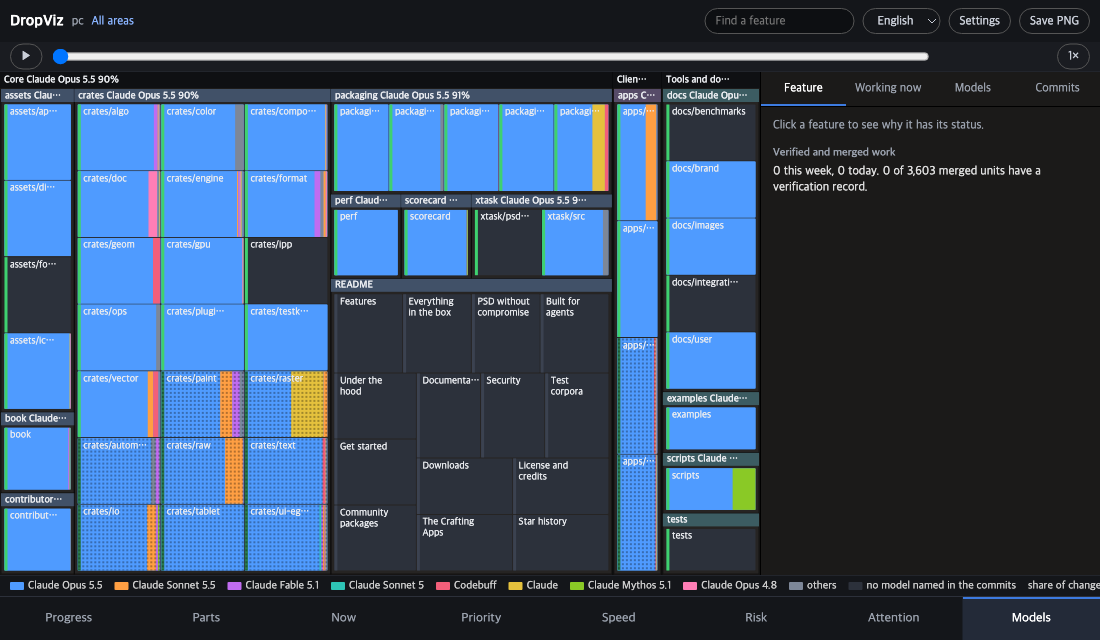 DropViz pc All areas
Find a feature
English
Settings
Save PNG
1×
Core Claude Opus 5.5 90%
Clien···
Tools and do···
assets Clau···
crates Claude Opus 5.5 90%
packaging Claude Opus 5.5 91%
apps C···
docs Claude Opu···
assets/ap···
assets/di···
assets/fo···
assets/ic···
book Claude···
book
contributor···
contribut···
crates/algo
crates/color
crates/compo···
crates/doc
crates/engine
crates/format
crates/geom
crates/gpu
crates/ipp
crates/ops
crates/plugi···
crates/testk···
crates/vector
crates/paint
crates/raster
crates/autom···
crates/raw
crates/text
crates/io
crates/tablet
crates/ui-eg···
packagi···
packagi···
packagi···
packagi···
packagi···
perf Claud···
scorecard ···
xtask Claude Opus 5.5 9···
perf
scorecard
xtask/psd···
xtask/src
README
Features
Everything
in the box
PSD without
compromise
Built for
agents
Under the
hood
Documenta···
Security
Test
corpora
Get started
Downloads
License and
credits
Community
packages
The Crafting
Apps
Star history
apps/···
apps/···
apps/···
apps/···
docs/benchmarks
docs/brand
docs/images
docs/integrati···
docs/user
examples Claude···
examples
scripts Claude ···
scripts
tests
tests
Feature
Working now
Models
Commits
Click a feature to see why it has its status.
Verified and merged work
0 this week, 0 today. 0 of 3,603 merged units have a
verification record.
Claude Opus 5.5
Claude Sonnet 5.5
Claude Fable 5.1
Claude Sonnet 5
Codebuff
Claude
Claude Mythos 5.1
Claude Opus 4.8
others
no model named in the commits
share of change
Progress
Parts
Now
Priority
Speed
Risk
Attention
Models